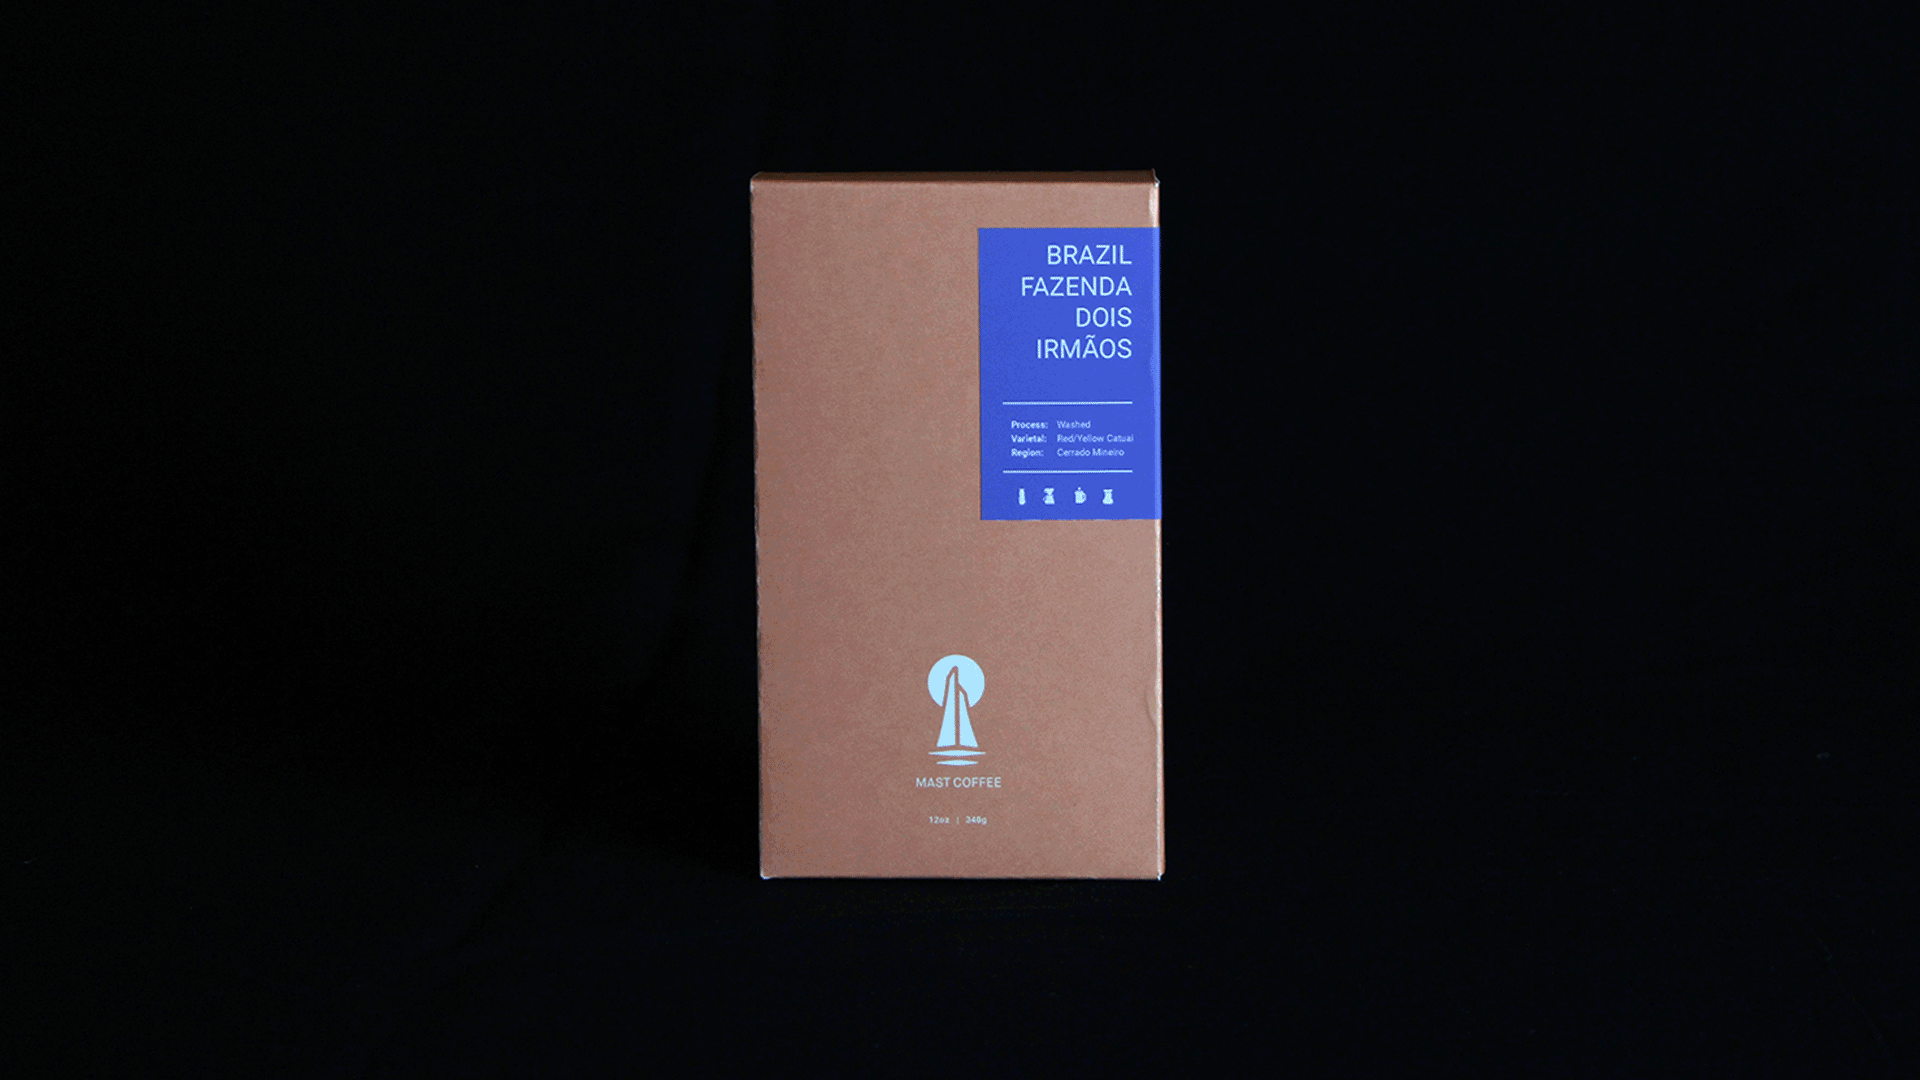 BRAZIL
FAZENDA
DOIS
IRMÃOS
Process: Washed
Varietal: Red/Yellow Catuai
Region: Cerrado Mineiro
MAST COFFEE
12oz | 340g